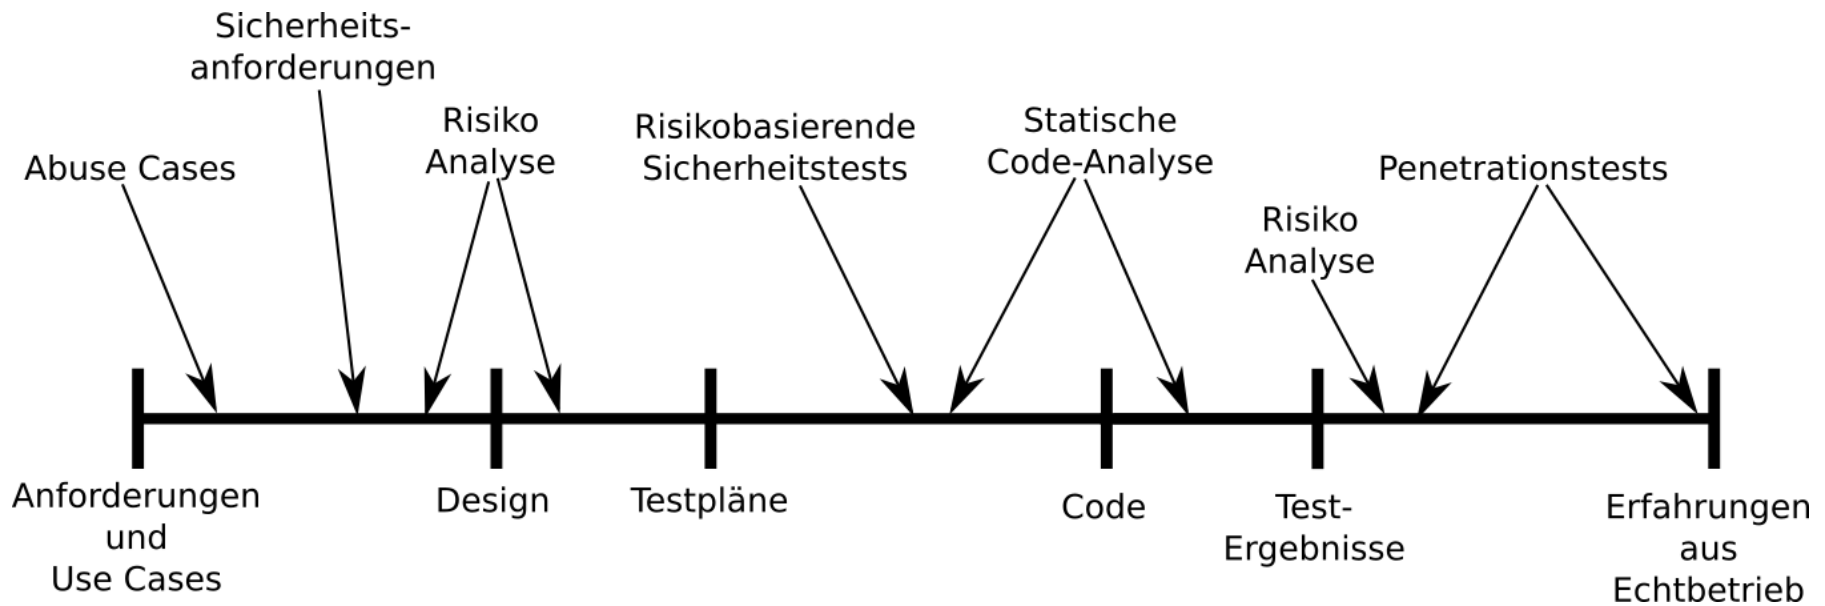 Sicherheits-
anforderungen
Abuse Cases
Risiko
Analyse
Risikobasierende
Sicherheitstests
Statische
Code-Analyse
Risiko
Analyse
Penetrationstests
Anforderungen
und
Use Cases
Design
Testpläne
Code
Test-
Ergebnisse
Erfahrungen
aus
Echtbetrieb